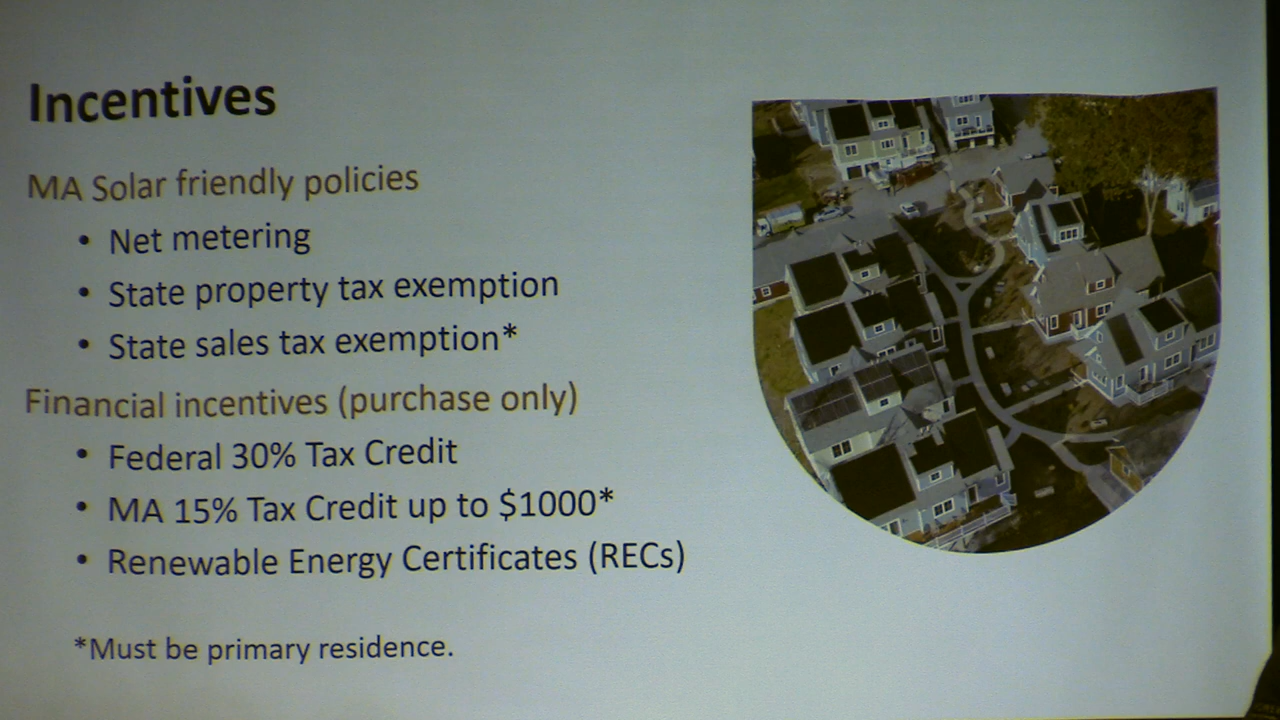 Incentives
MA Solar friendly policies
• Net metering
• State property tax exemption
• State sales tax exemption*
Financial incentives (purchase only)
• Federal 30% Tax Credit
• MA 15% Tax Credit up to $1000*
• Renewable Energy Certificates (RECs)
*Must be primary residence.